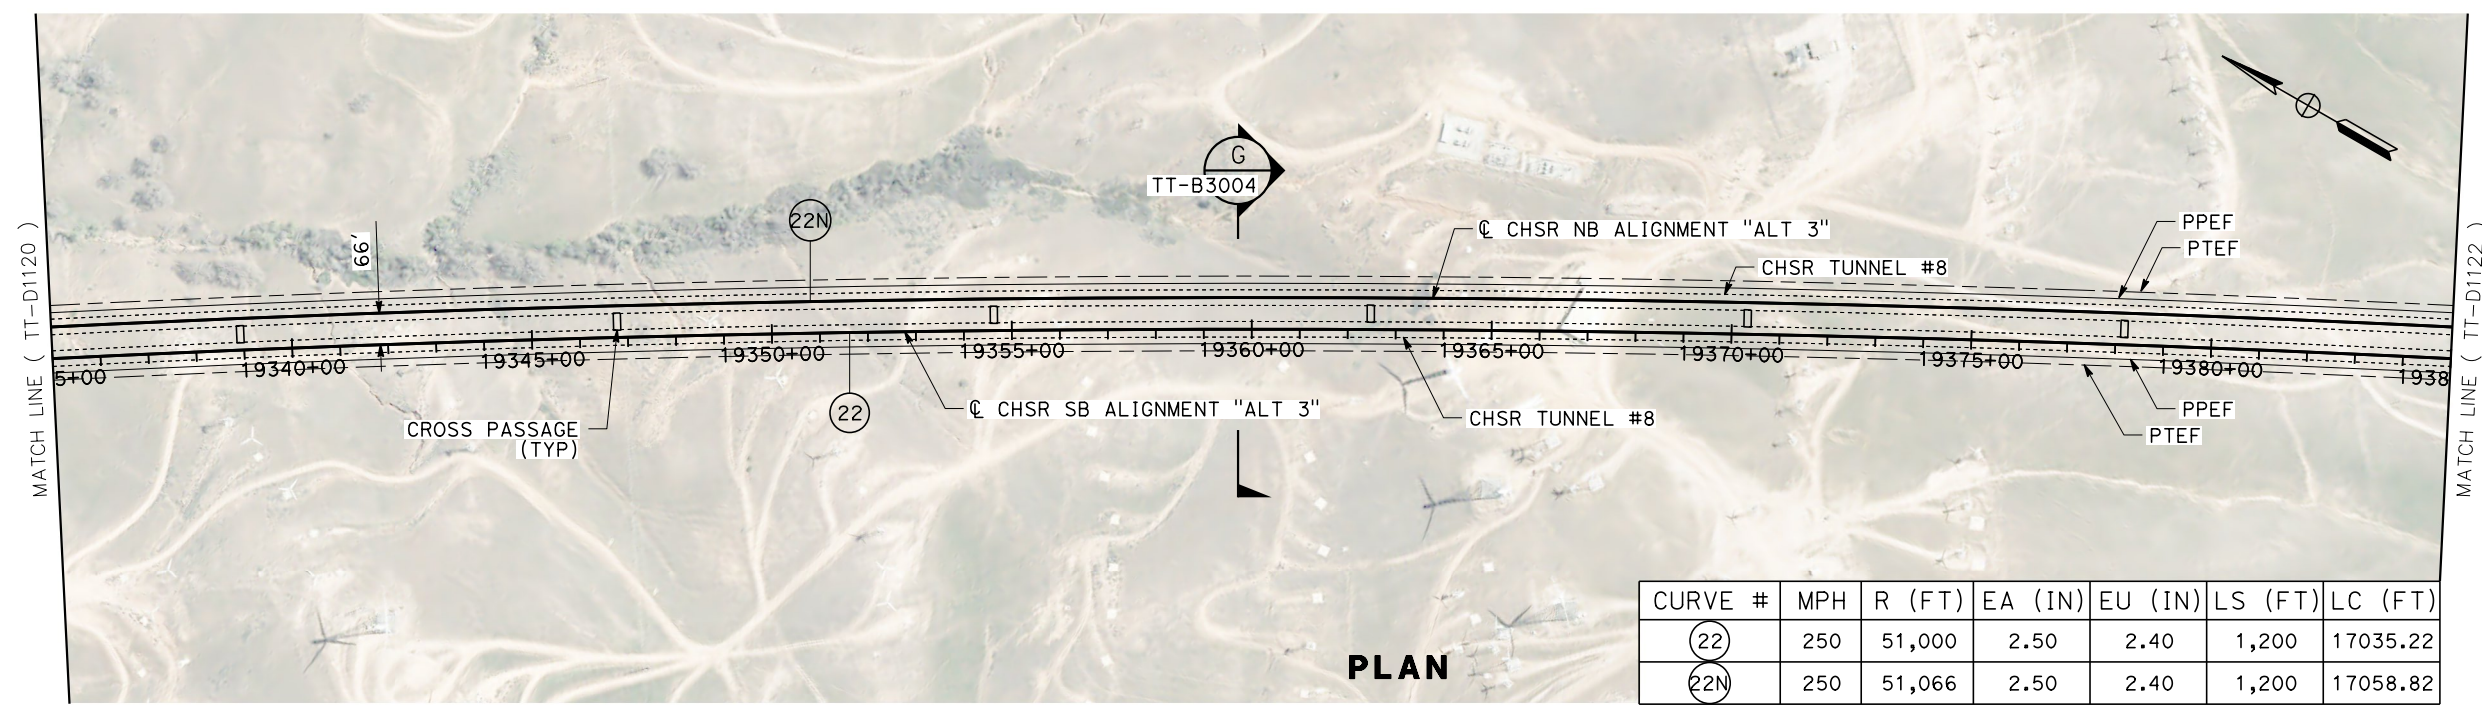 MATCH LINE ( TT-D1120 )
66'
22N
G
TT-B3004
℄ CHSR NB ALIGNMENT "ALT 3"
CHSR TUNNEL #8
PPEF
PTEF
MATCH LINE ( TT-D1122 )
5+00
19340+00
19345+00
19350+00
19355+00
19360+00
19365+00
19370+00
19375+00
19380+00
1938
CROSS PASSAGE
(TYP)
22
℄ CHSR SB ALIGNMENT "ALT 3"
CHSR TUNNEL #8
PPEF
PTEF
PLAN
CURVE # MPH R (FT) EA (IN) EU (IN) LS (FT) LC (FT)
22 250 51,000 2.50 2.40 1,200 17035.22
22N 250 51,066 2.50 2.40 1,200 17058.82